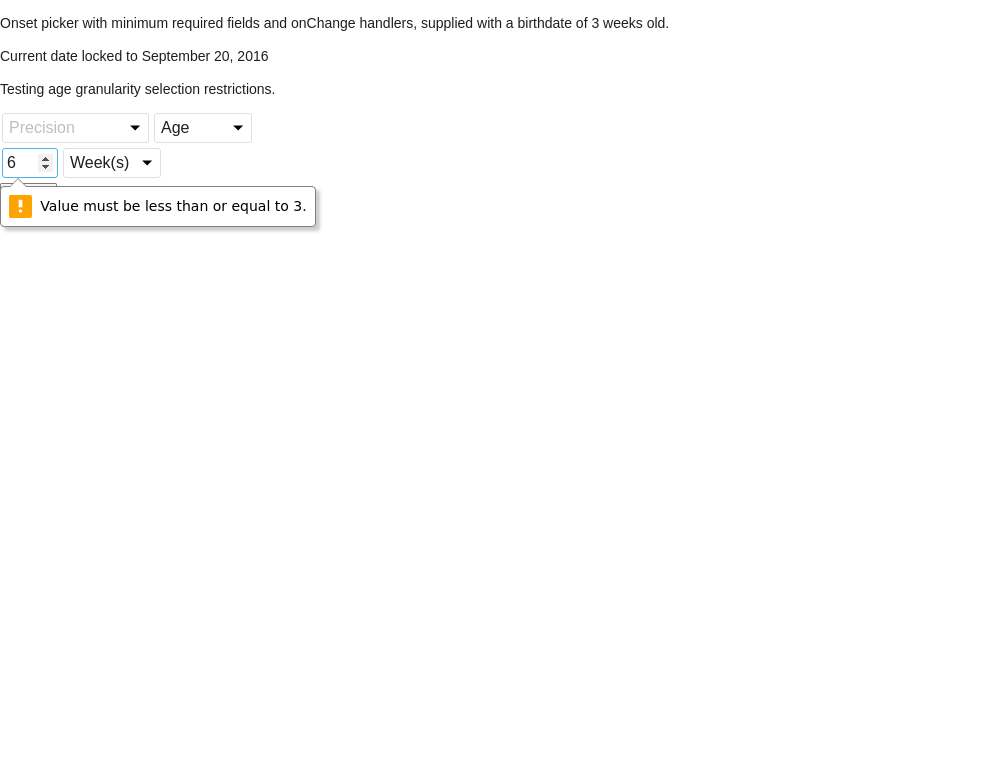 Onset picker with minimum required fields and onChange handlers, supplied with a birthdate of 3 weeks old.
Current date locked to September 20, 2016
Testing age granularity selection restrictions.
Precision Age
6 Week(s)
Value must be less than or equal to 3.